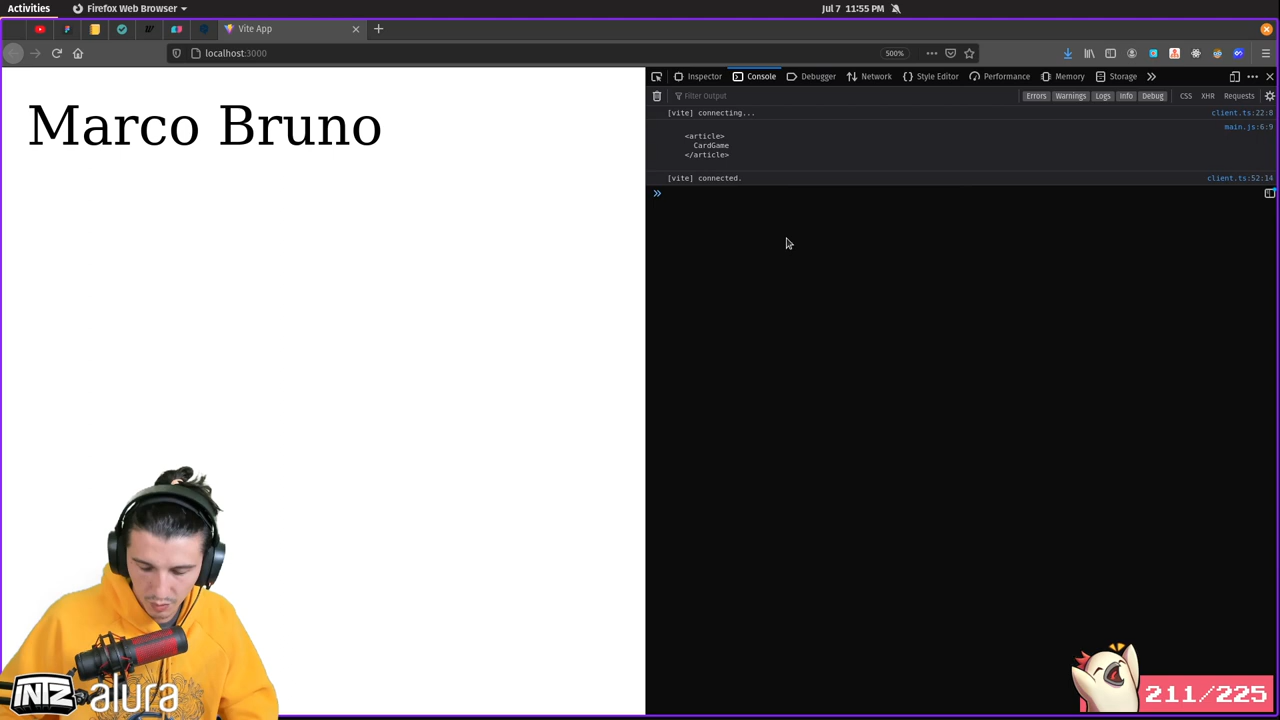 Activities
Firefox Web Browser
Jul 7 11:55 PM
Vite App
localhost:3000
500%
Inspector
Console
Debugger
Network
Style Editor
Performance
Memory
Storage
Filter Output
Errors
Warnings
Logs
Info
Debug
CSS
XHR
Requests
Marco Bruno
[vite] connecting...
client.ts:22:8
<article>
CardGame
</article>
main.js:6:9
[vite] connected.
client.ts:52:14
INTZ
alura
211/225